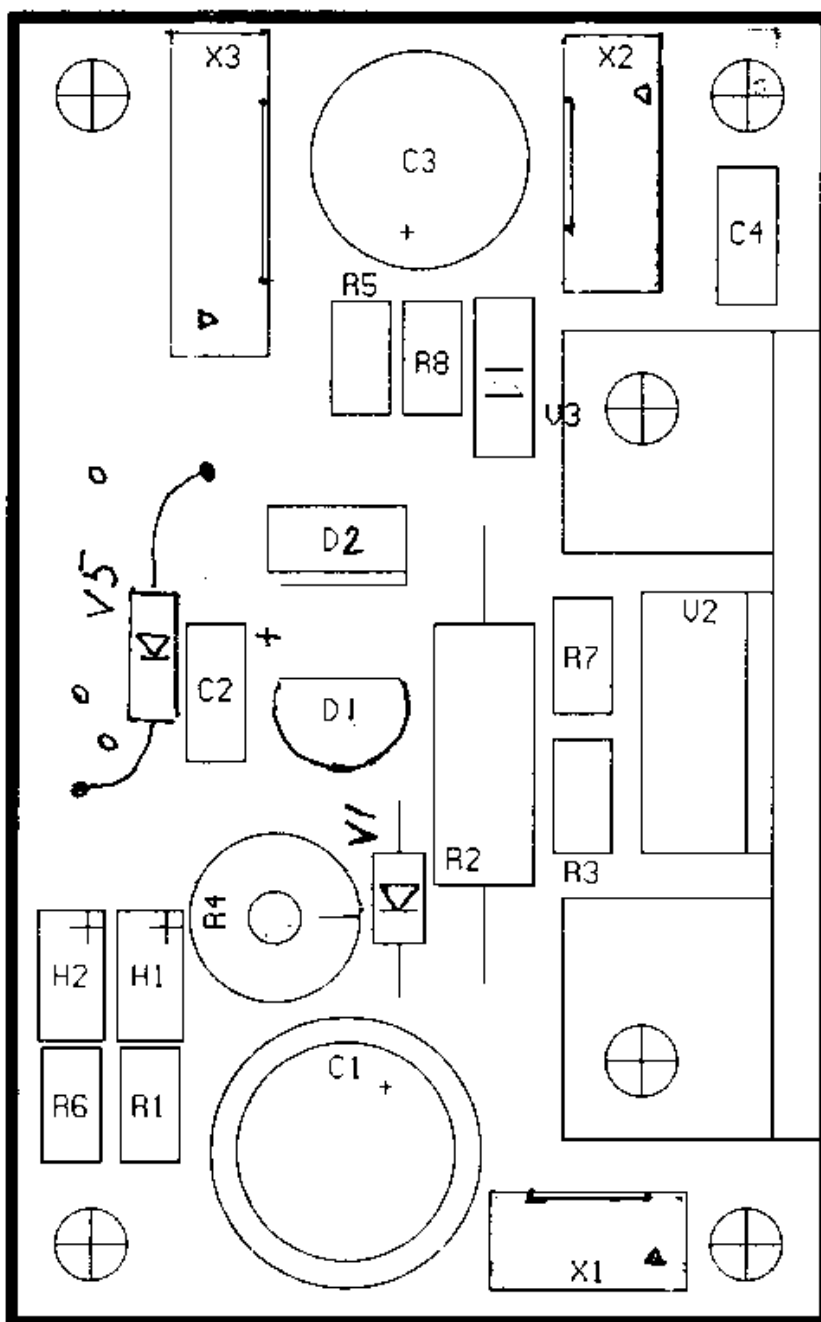 X3
X2
C3
+
C4
R5
R8
V3
D2
V5
V2
R7
+
C2
D1
V1
R2
R3
R4
+
+
H2
H1
C1
+
R6
R1
X1